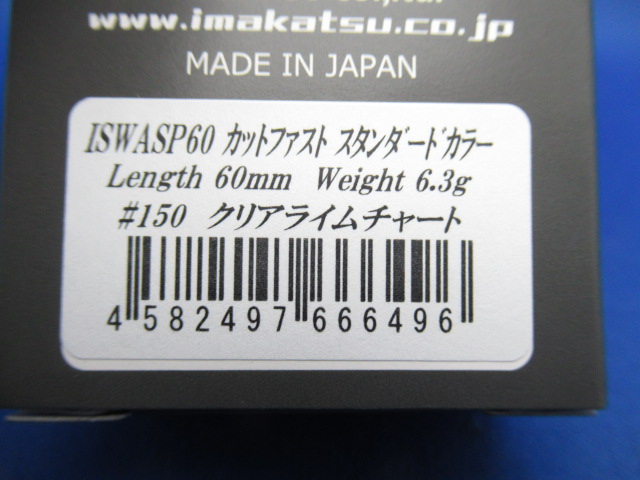 www.imakatsu.co.jp
MADE IN JAPAN
ISWASP60 カットファスト スタンダードカラー
Length 60mm Weight 6.3g
#150 クリアライムチャート
4 582497 666496